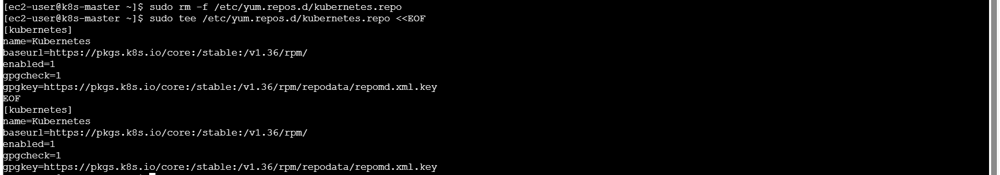 [ec2-user@k8s-master ~]$ sudo rm -f /etc/yum.repos.d/kubernetes.repo
[ec2-user@k8s-master ~]$ sudo tee /etc/yum.repos.d/kubernetes.repo <<EOF
[kubernetes]
name=Kubernetes
baseurl=https://pkgs.k8s.io/core:/stable:/v1.36/rpm/
enabled=1
gpgcheck=1
gpgkey=https://pkgs.k8s.io/core:/stable:/v1.36/rpm/repodata/repomd.xml.key
EOF
[kubernetes]
name=Kubernetes
baseurl=https://pkgs.k8s.io/core:/stable:/v1.36/rpm/
enabled=1
gpgcheck=1
gpgkey=https://pkgs.k8s.io/core:/stable:/v1.36/rpm/repodata/repomd.xml.key